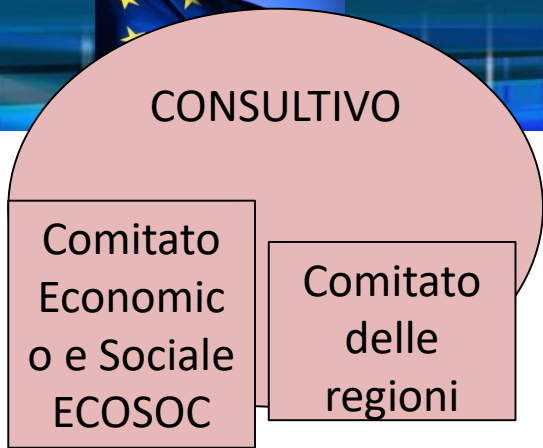 CONSULTIVO
Comitato
Economic
o e Sociale
ECOSOC
Comitato
delle
regioni